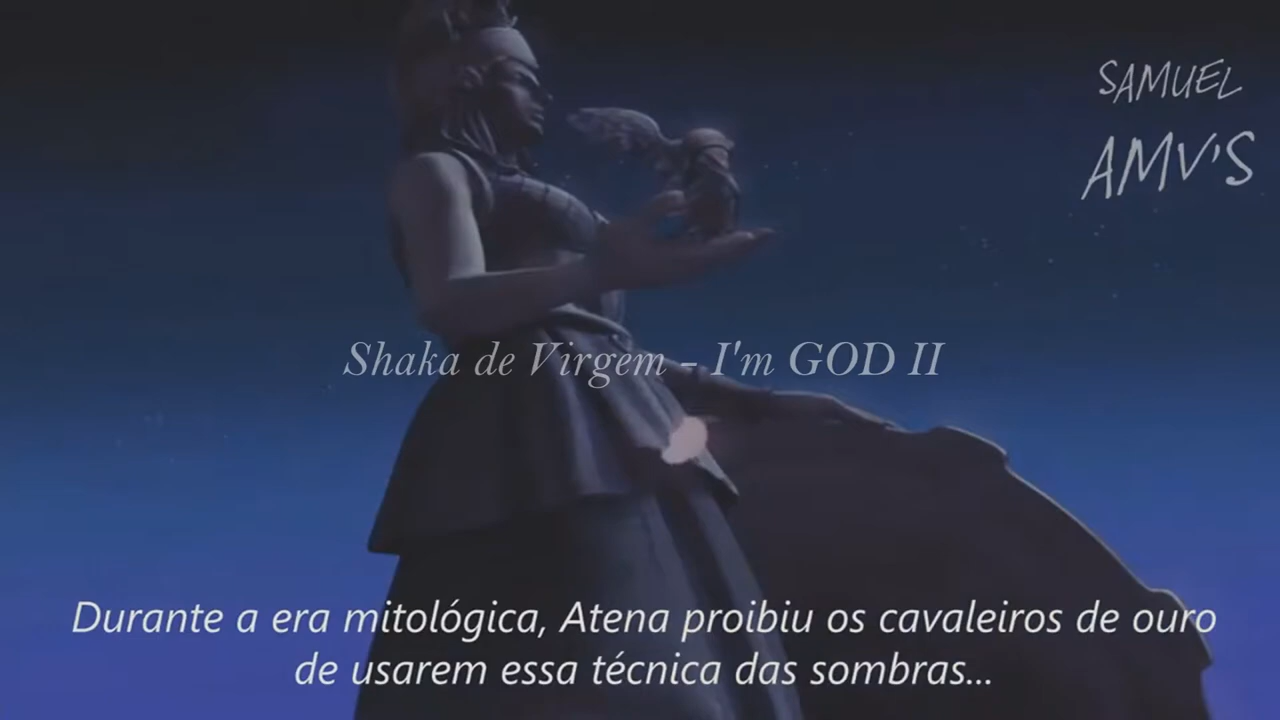 SAMUEL
AMV'S
Shaka de Virgem - I'm GOD II
Durante a era mitológica, Atena proibiu os cavaleiros de ouro
de usarem essa técnica das sombras...